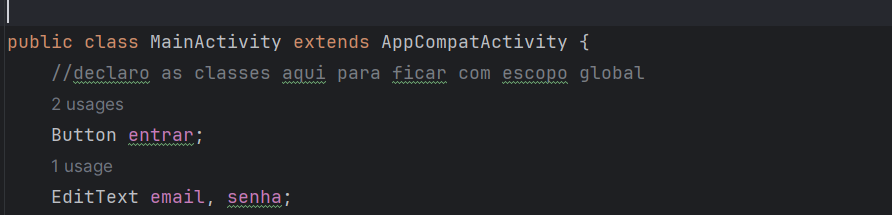 public class MainActivity extends AppCompatActivity {
//declaro as classes aqui para ficar com escopo global
2 usages
Button entrar;
1 usage
EditText email, senha;